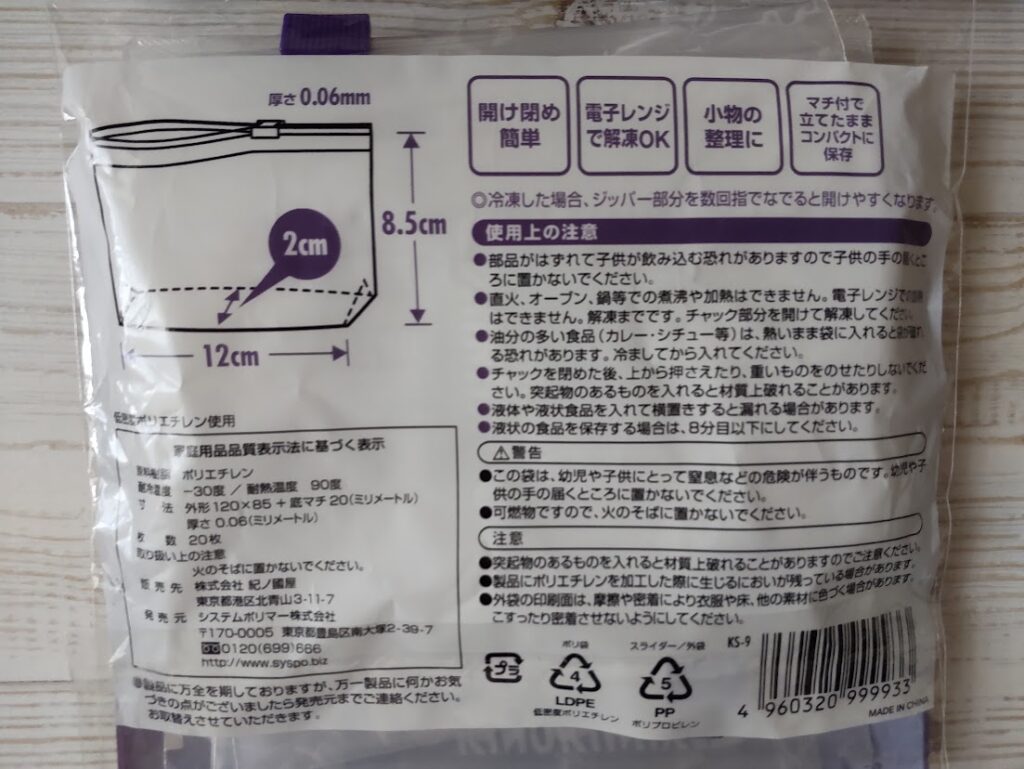 厚さ 0.06mm
8.5cm
2cm
12cm
開け閉め
簡単
電子レンジ
で解凍OK
小物の
整理に
マチ付で
立てたまま
コンパクトに
保存
◎冷凍した場合、ジッパー部分を数回指でなでると開けやすくなります。
使用上の注意
●部品がはずれて子供が飲み込む恐れがありますので子供の手の届くとこ
ろに置かないでください。
●直火、オーブン、鍋等での煮沸や加熱はできません。電子レンジでの加熱
はできません。解凍までです。チャック部分を開けて解凍してください。
●油分の多い食品(カレー・シチュー等)は、熱いまま袋に入れると袋が
る恐れがあります。冷ましてから入れてください。
●チャックを閉めた後、上から押さえたり、重いものをのせたりしないでくだ
さい。突起物のあるものを入れると材質上破れることがあります。
●液体や液状食品を入れて横置きすると漏れる場合があります。
●液状の食品を保存する場合は、8分目以下にしてください。
⚠警告
●この袋は、幼児や子供にとって窒息などの危険が伴うものです。幼児や子
供の手の届くところに置かないでください。
●可燃物ですので、火のそばに置かないでください。
注意
●突起物のあるものを入れると材質上破れることがありますのでご注意ください。
●製品にポリエチレンを加工した際に生じるにおいが残っている場合があります。
●外袋の印刷面は、摩擦や密着により衣服や床、他の素材に色づく場合があります。
こすったり密着させないようにしてください。
低密度ポリエチレン使用
家庭用品品質表示法に基づく表示
原料樹脂 ポリエチレン
耐冷温度 −30度 / 耐熱温度 90度
寸法 外形120×85+底マチ20(ミリメートル)
厚さ 0.06(ミリメートル)
枚数 20枚
取り扱い上の注意
火のそばに置かないでください。
販売先 株式会社 紀ノ國屋
東京都港区北青山3-11-7
発売元 システムポリマー株式会社
〒170-0005 東京都豊島区南大塚2-39-7
0120(699)666
http://www.syspo.biz
●製品に万全を期しておりますが、万一製品に何かお気
づきの点がございましたら発売元までご連絡ください。
お取替えさせていただきます。
プラ
ポリ袋
4
LDPE
低密度ポリエチレン
スライダー/外袋
5
PP
ポリプロピレン
KS-9
4 960320 999933
MADE IN CHINA